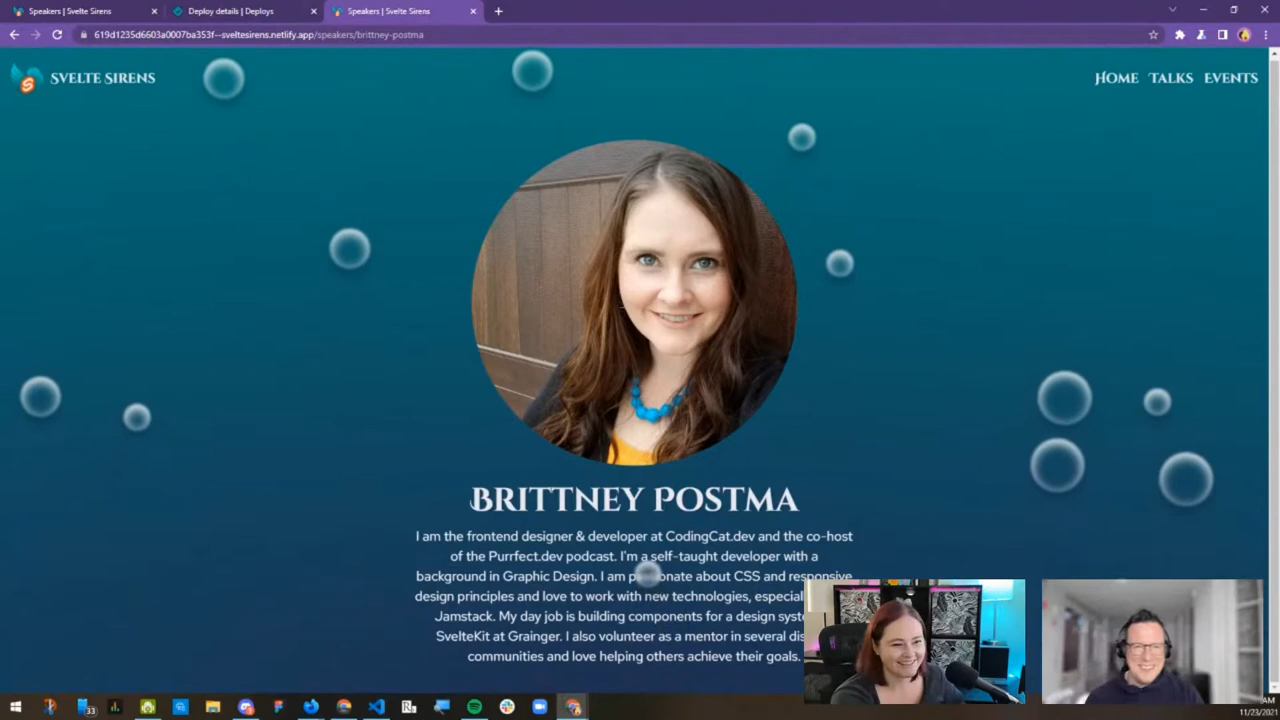 Speakers | Svelte Sirens
Deploy details | Deploys
Speakers | Svelte Sirens
619d1235d6603a0007ba353f--sveltesirens.netlify.app/speakers/brittney-postma
Svelte Sirens
Home Talks Events
Brittney Postma
I am the frontend designer & developer at CodingCat.dev and the co-host
of the Purrfect.dev podcast. I'm a self-taught developer with a
background in Graphic Design. I am about CSS and responsive
design principles and love to work with new technologies,
Jamstack. My day job is building components for a design
SvelteKit at Grainger. I also volunteer as a mentor in several
communities and love helping others achieve their goals.
33
AM
11/23/2021